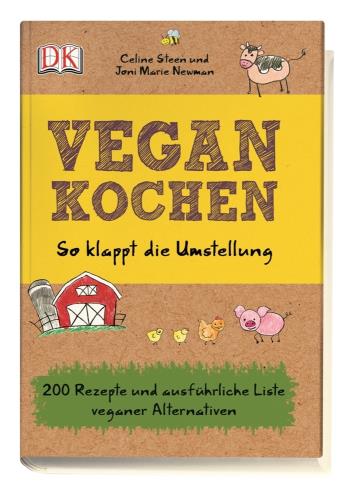 DK
Celine Steen und
Joni Marie Newman
VEGAN
KOCHEN
So klappt die Umstellung
200 Rezepte und ausführliche Liste
veganer Alternativen